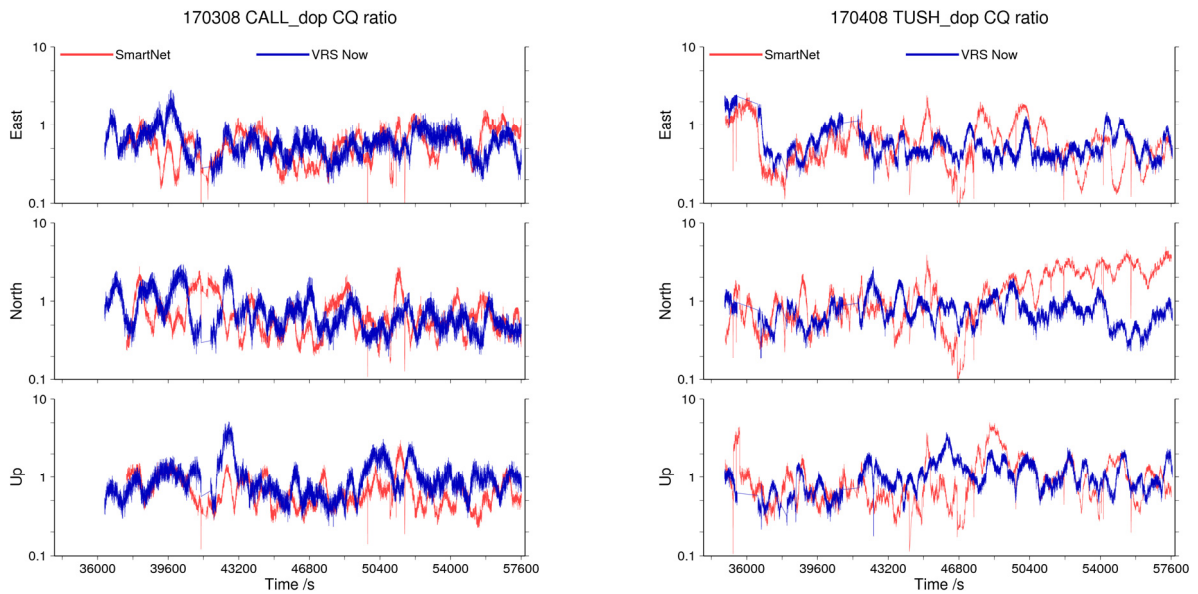 170308 CALL_dop CQ ratio
SmartNet VRS Now
10
1
0.1
East
10
1
0.1
North
10
1
0.1
Up
36000 39600 43200 46800 50400 54000 57600
Time /s
170408 TUSH_dop CQ ratio
SmartNet VRS Now
10
1
0.1
East
10
1
0.1
North
10
1
0.1
Up
36000 39600 43200 46800 50400 54000 57600
Time /s